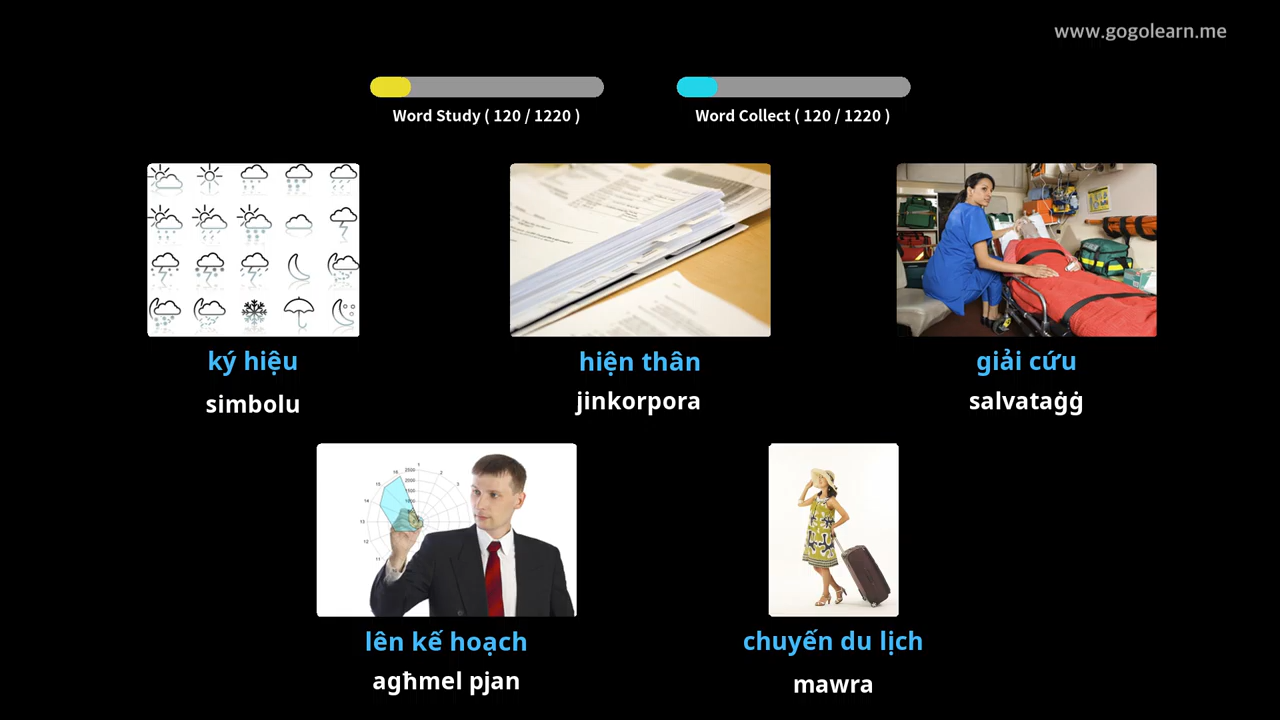 www.gogolearn.me
Word Study ( 120 / 1220 )
Word Collect ( 120 / 1220 )
ký hiệu
hiện thân
giải cứu
simbolu
jinkorpora
salvataġġ
lên kế hoạch
chuyến du lịch
agħmel pjan
mawra